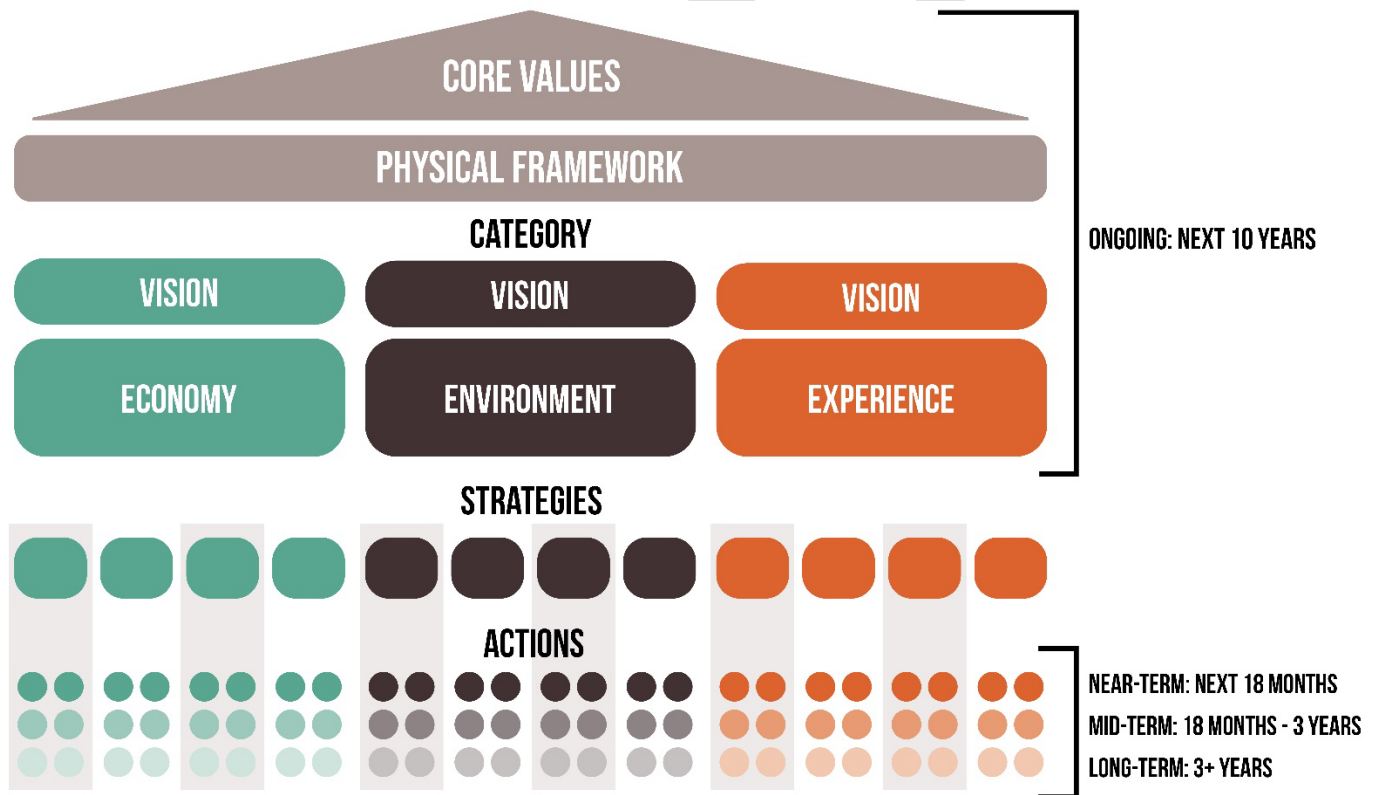 CORE VALUES
PHYSICAL FRAMEWORK
CATEGORY
ONGOING: NEXT 10 YEARS
VISION
VISION
VISION
ECONOMY
ENVIRONMENT
EXPERIENCE
STRATEGIES
ACTIONS
NEAR-TERM: NEXT 18 MONTHS
MID-TERM: 18 MONTHS - 3 YEARS
LONG-TERM: 3+ YEARS